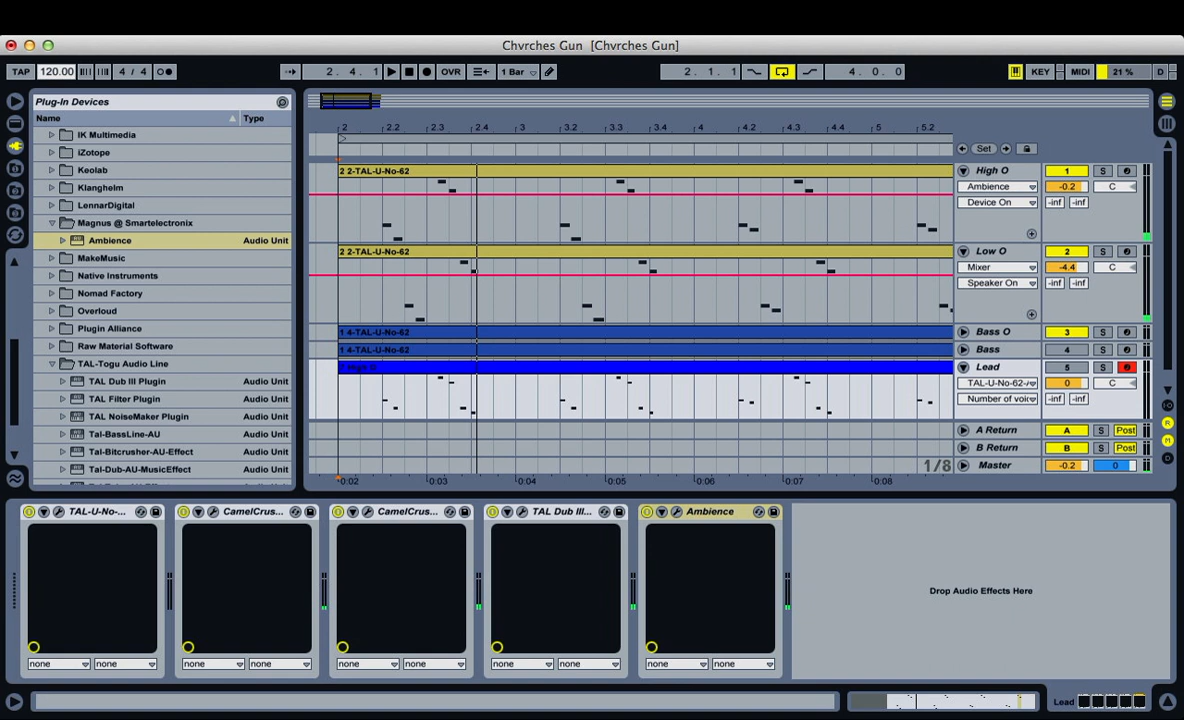 Chvrches Gun [Chvrches Gun]
TAP 120.00 4 / 4 2. 4. 1 OVR 1 Bar 2. 1. 1 4. 0. 0 KEY MIDI 21 % D
Plug-In Devices
Name Type
IK Multimedia
iZotope
Keolab
Klanghelm
LennarDigital
Magnus @ Smartelectronix
Ambience Audio Unit
MakeMusic
Native Instruments
Nomad Factory
Overloud
Plugin Alliance
Raw Material Software
TAL-Togu Audio Line
TAL Dub III Plugin Audio Unit
TAL Filter Plugin Audio Unit
TAL NoiseMaker Plugin Audio Unit
Tal-BassLine-AU Audio Unit
Tal-Bitcrusher-AU-Effect Audio Unit
Tal-Dub-AU-MusicEffect Audio Unit
2 2.2 2.3 2.4 3 3.2 3.3 3.4 4 4.2 4.3 4.4 5 5.2
Set
2 2-TAL-U-No-62 High O 1 S
Ambience -0.2 C
Device On -inf -inf
2 2-TAL-U-No-62 Low O 2 S
Mixer -4.4 C
Speaker On -inf -inf
1 4-TAL-U-No-62 Bass O 3 S
1 4-TAL-U-No-62 Bass 4 S
Lead 5 S
TAL-U-No-62-A 0 C
Number of voic -inf -inf
A Return A S Post
B Return B S Post
1/8 Master -0.2 0
0:02 0:03 0:04 0:05 0:06 0:07 0:08
TAL-U-No-... CamelCrus... CamelCrus... TAL Dub III... Ambience
Drop Audio Effects Here
none none none none none none none none none none
Lead